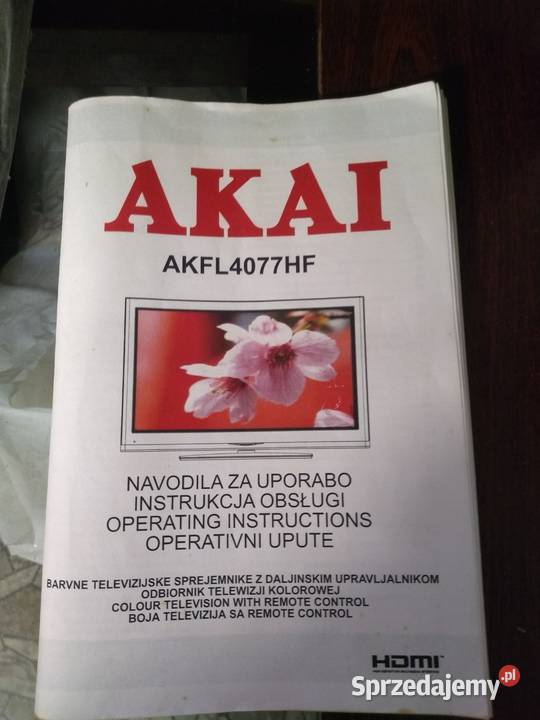 AKAI
AKFL4077HF
NAVODILA ZA UPORABO
INSTRUKCJA OBSŁUGI
OPERATING INSTRUCTIONS
OPERATIVNI UPUTE
BARVNE TELEVIZIJSKE SPREJEMNIKE Z DALJINSKIM UPRAVLJALNIKOM
ODBIORNIK TELEWIZJI KOLOROWEJ
COLOUR TELEVISION WITH REMOTE CONTROL
BOJA TELEVIZIJA SA REMOTE CONTROL
HDMI
Sprzedajemy.pl